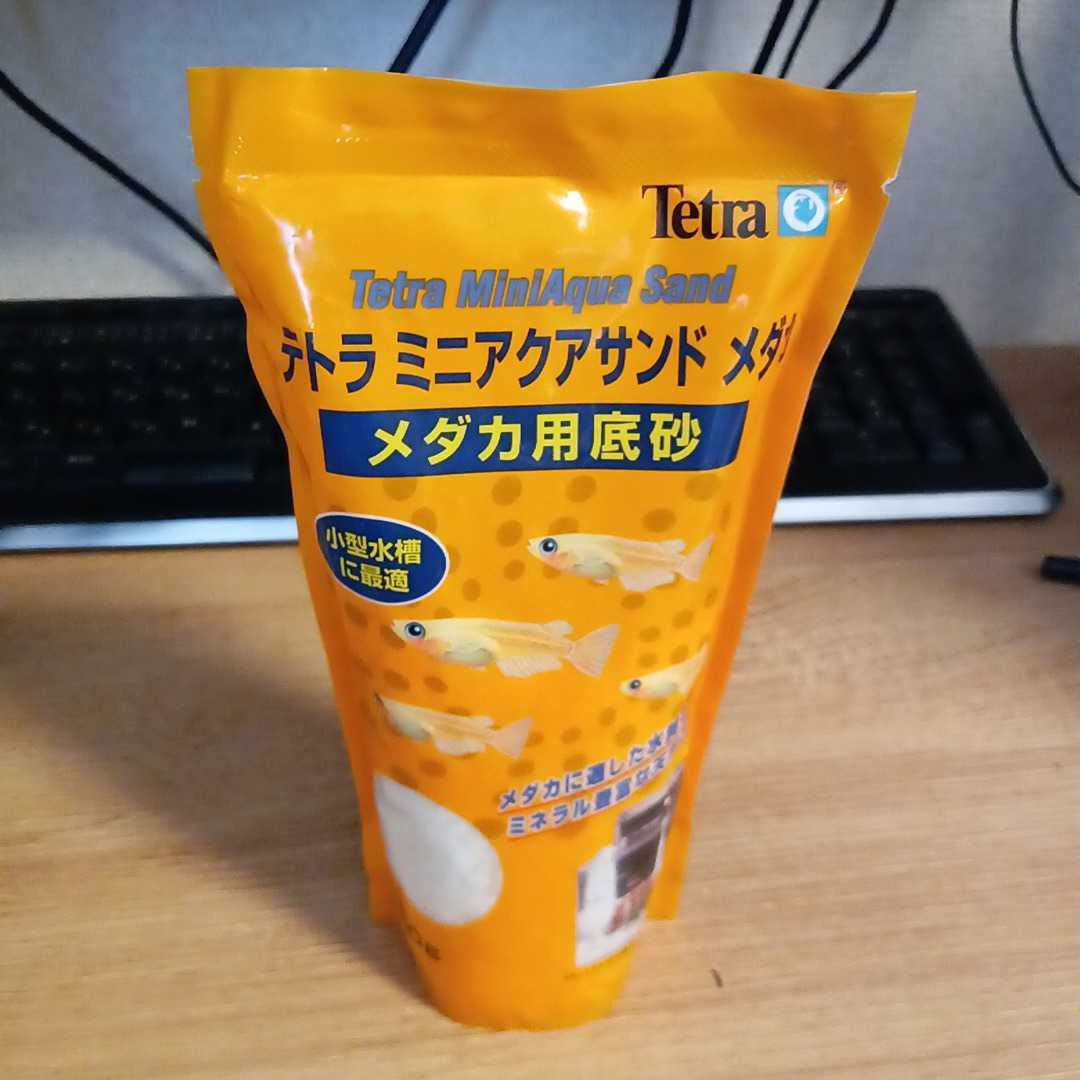 Tetra
Tetra MiniAqua Sand
テトラ ミニアクアサンド メダカ
メダカ用底砂
小型水槽
に最適
メダカに適した水質
ミネラル豊富な天